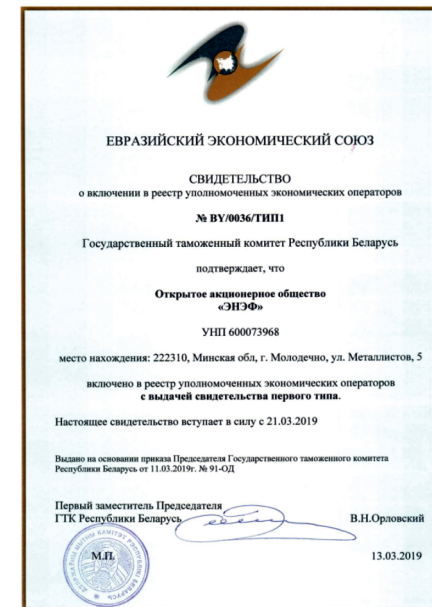 ЕВРАЗИЙСКИЙ ЭКОНОМИЧЕСКИЙ СОЮЗ
СВИДЕТЕЛЬСТВО
о включении в реестр уполномоченных экономических операторов
№ BY/0036/ТИП1
Государственный таможенный комитет Республики Беларусь
подтверждает, что
Открытое акционерное общество
«ЭНЭФ»
УНП 600073968
место нахождения: 222310, Минская обл, г. Молодечно, ул. Металлистов, 5
включено в реестр уполномоченных экономических операторов
с выдачей свидетельства первого типа.
Настоящее свидетельство вступает в силу с 21.03.2019
Выдано на основании приказа Председателя Государственного таможенного комитета
Республики Беларусь от 11.03.2019г. № 91-ОД
Первый заместитель Председателя
ГТК Республики Беларусь
В.Н.Орловский
М.П.
13.03.2019